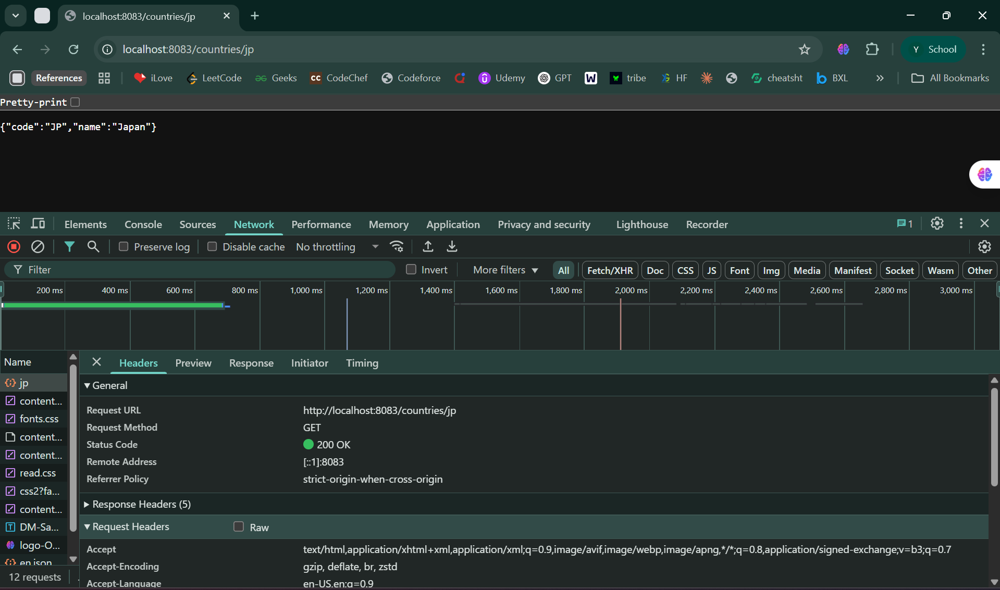 localhost:8083/countries/jp
localhost:8083/countries/jp
Y School
References iLove LeetCode Geeks CC CodeChef Codeforce Udemy GPT W tribe HF cheatsht BXL » All Bookmarks
Pretty-print
{"code":"JP","name":"Japan"}
Elements Console Sources Network Performance Memory Application Privacy and security Lighthouse Recorder 1
Preserve log Disable cache No throttling
Filter Invert More filters All Fetch/XHR Doc CSS JS Font Img Media Manifest Socket Wasm Other
200 ms 400 ms 600 ms 800 ms 1,000 ms 1,200 ms 1,400 ms 1,600 ms 1,800 ms 2,000 ms 2,200 ms 2,400 ms 2,600 ms 2,800 ms 3,000 ms
Name
jp
content...
fonts.css
content...
content...
read.css
css2?fa...
content...
DM-Sa...
logo-O...
en.json
12 requests
Headers Preview Response Initiator Timing
General
Request URL http://localhost:8083/countries/jp
Request Method GET
Status Code 200 OK
Remote Address [::1]:8083
Referrer Policy strict-origin-when-cross-origin
Response Headers (5)
Request Headers Raw
Accept text/html,application/xhtml+xml,application/xml;q=0.9,image/avif,image/webp,image/apng,*/*;q=0.8,application/signed-exchange;v=b3;q=0.7
Accept-Encoding gzip, deflate, br, zstd
Accept-Language en-US,en;q=0.9